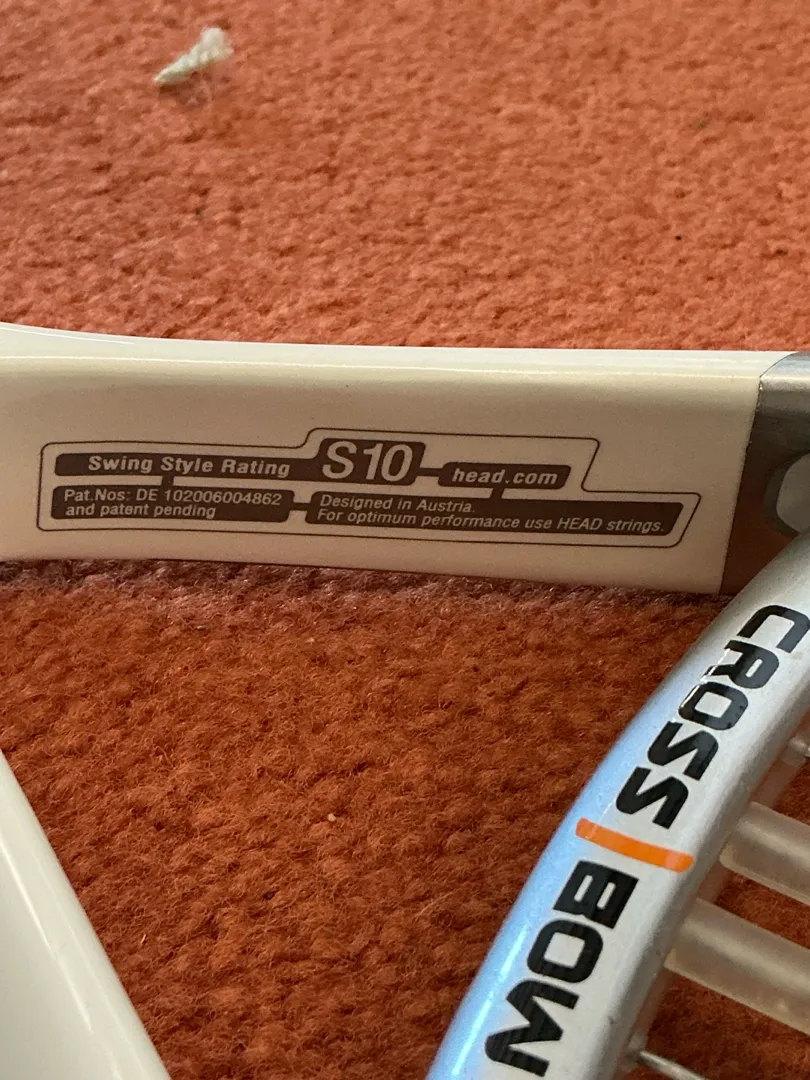 Swing Style Rating S10 head.com
Pat.Nos: DE 102006004862
and patent pending
Designed in Austria.
For optimum performance use HEAD strings.
CROSS|BOW